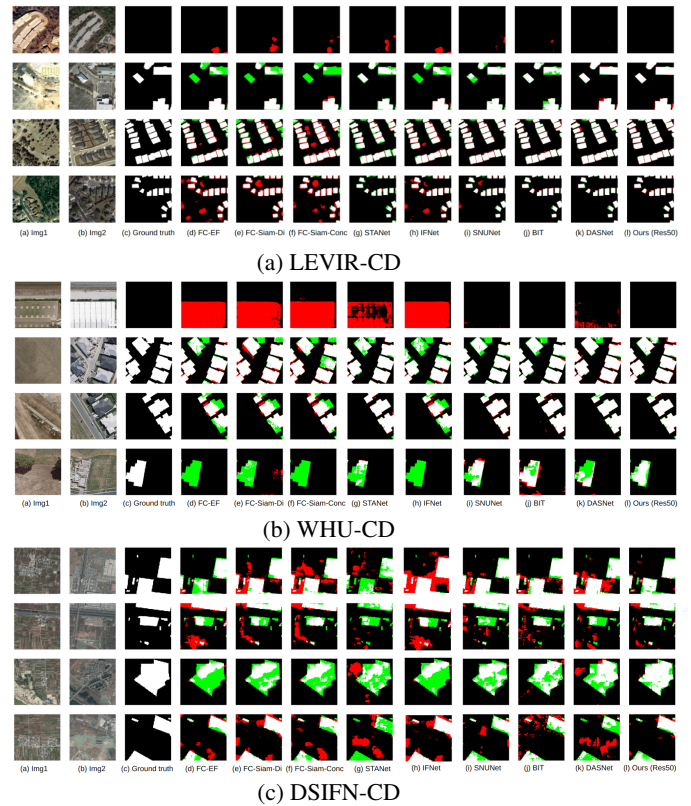 (a) Img1 (b) Img2 (c) Ground truth (d) FC-EF (e) FC-Siam-Di (f) FC-Siam-Conc (g) STANet (h) IFNet (i) SNUNet (j) BIT (k) DASNet (l) Ours (Res50)
(a) LEVIR-CD
(a) Img1 (b) Img2 (c) Ground truth (d) FC-EF (e) FC-Siam-Di (f) FC-Siam-Conc (g) STANet (h) IFNet (i) SNUNet (j) BIT (k) DASNet (l) Ours (Res50)
(b) WHU-CD
(a) Img1 (b) Img2 (c) Ground truth (d) FC-EF (e) FC-Siam-Di (f) FC-Siam-Conc (g) STANet (h) IFNet (i) SNUNet (j) BIT (k) DASNet (l) Ours (Res50)
(c) DSIFN-CD